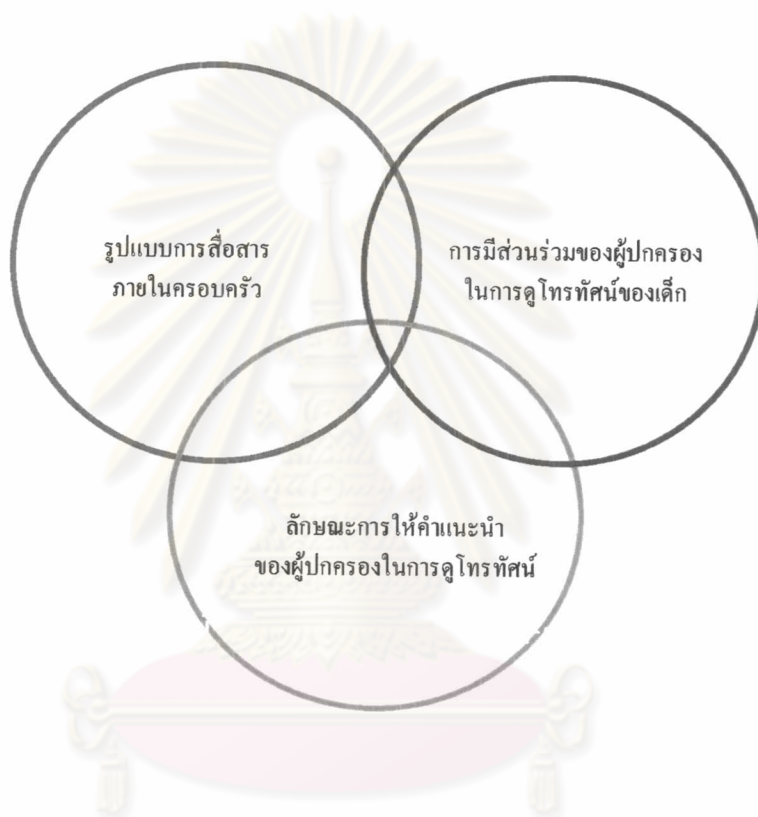 รูปแบบการสื่อสาร
ภายในครอบครัว
การมีส่วนร่วมของผู้ปกครอง
ในการดูโทรทัศน์ของเด็ก
ลักษณะการให้คำแนะนำ
ของผู้ปกครองในการดูโทรทัศน์